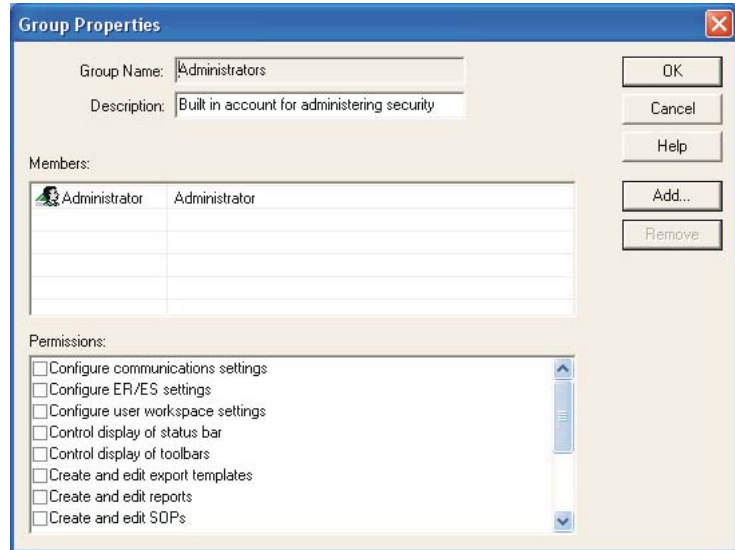 Group Properties
Group Name: Administrators
OK
Description: Built in account for administering security
Cancel
Help
Members:
Administrator Administrator
Add...
Remove
Permissions:
Configure communications settings
Configure ER/ES settings
Configure user workspace settings
Control display of status bar
Control display of toolbars
Create and edit export templates
Create and edit reports
Create and edit SOPs